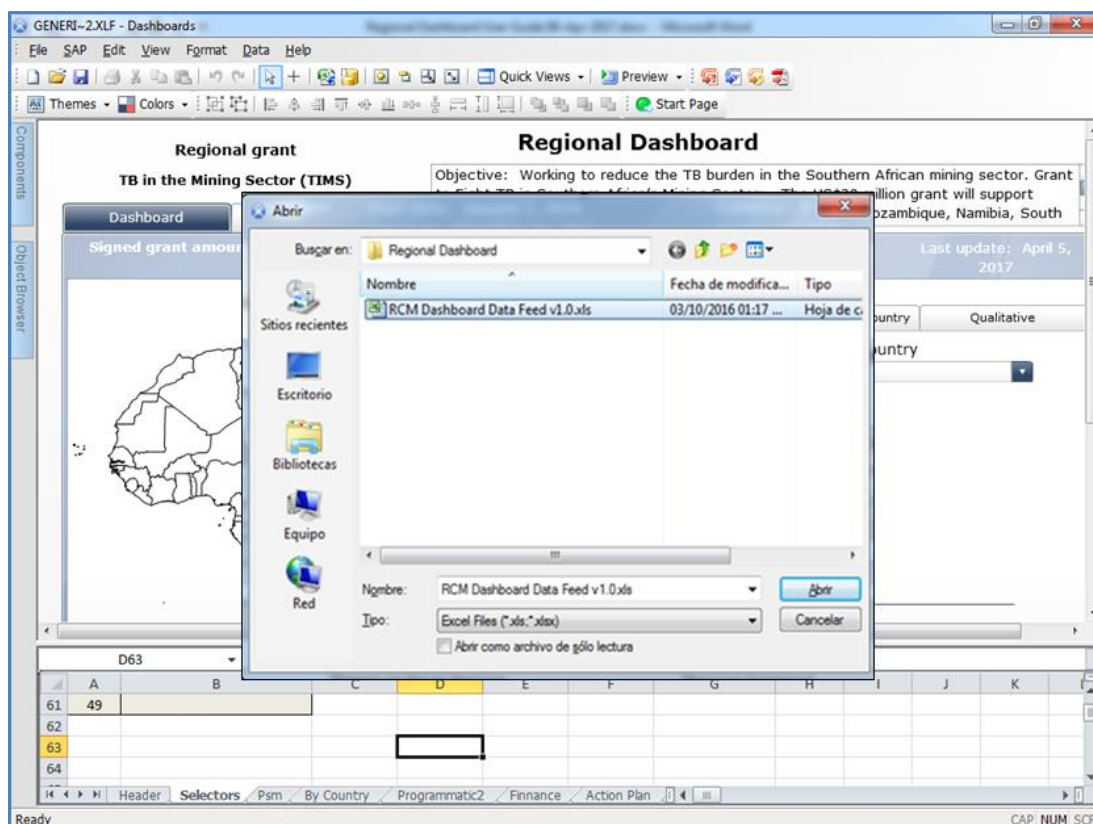 GENERI~2.XLF - Dashboards
File SAP Edit View Format Data Help
Quick Views Preview
Themes Colors Start Page
Components
Object Browser
Regional grant
TB in the Mining Sector (TIMS)
Regional Dashboard
Objective: Working to reduce the TB burden in the Southern African mining sector. Grant
million grant will support
Namibia, South
Dashboard
Signed grant
Last update: April 5,
2017
Qualitative
Abrir
Buscar en: Regional Dashboard
Nombre Fecha de modifica... Tipo
RCM Dashboard Data Feed v1.0.xls 03/10/2016 01:17 ... Hoja de
Sitios recientes
Escritorio
Bibliotecas
Equipo
Red
Nombre: RCM Dashboard Data Feed v1.0.xls Abrir
Tipo: Excel Files (*.xls;*.xlsx) Cancelar
Abrir como archivo de sólo lectura
D63
A B C D E F G H I J K
61 49
62
63
64
Header Selectors Psm By Country Programmatic2 Finnance Action Plan
Ready CAP NUM SCR